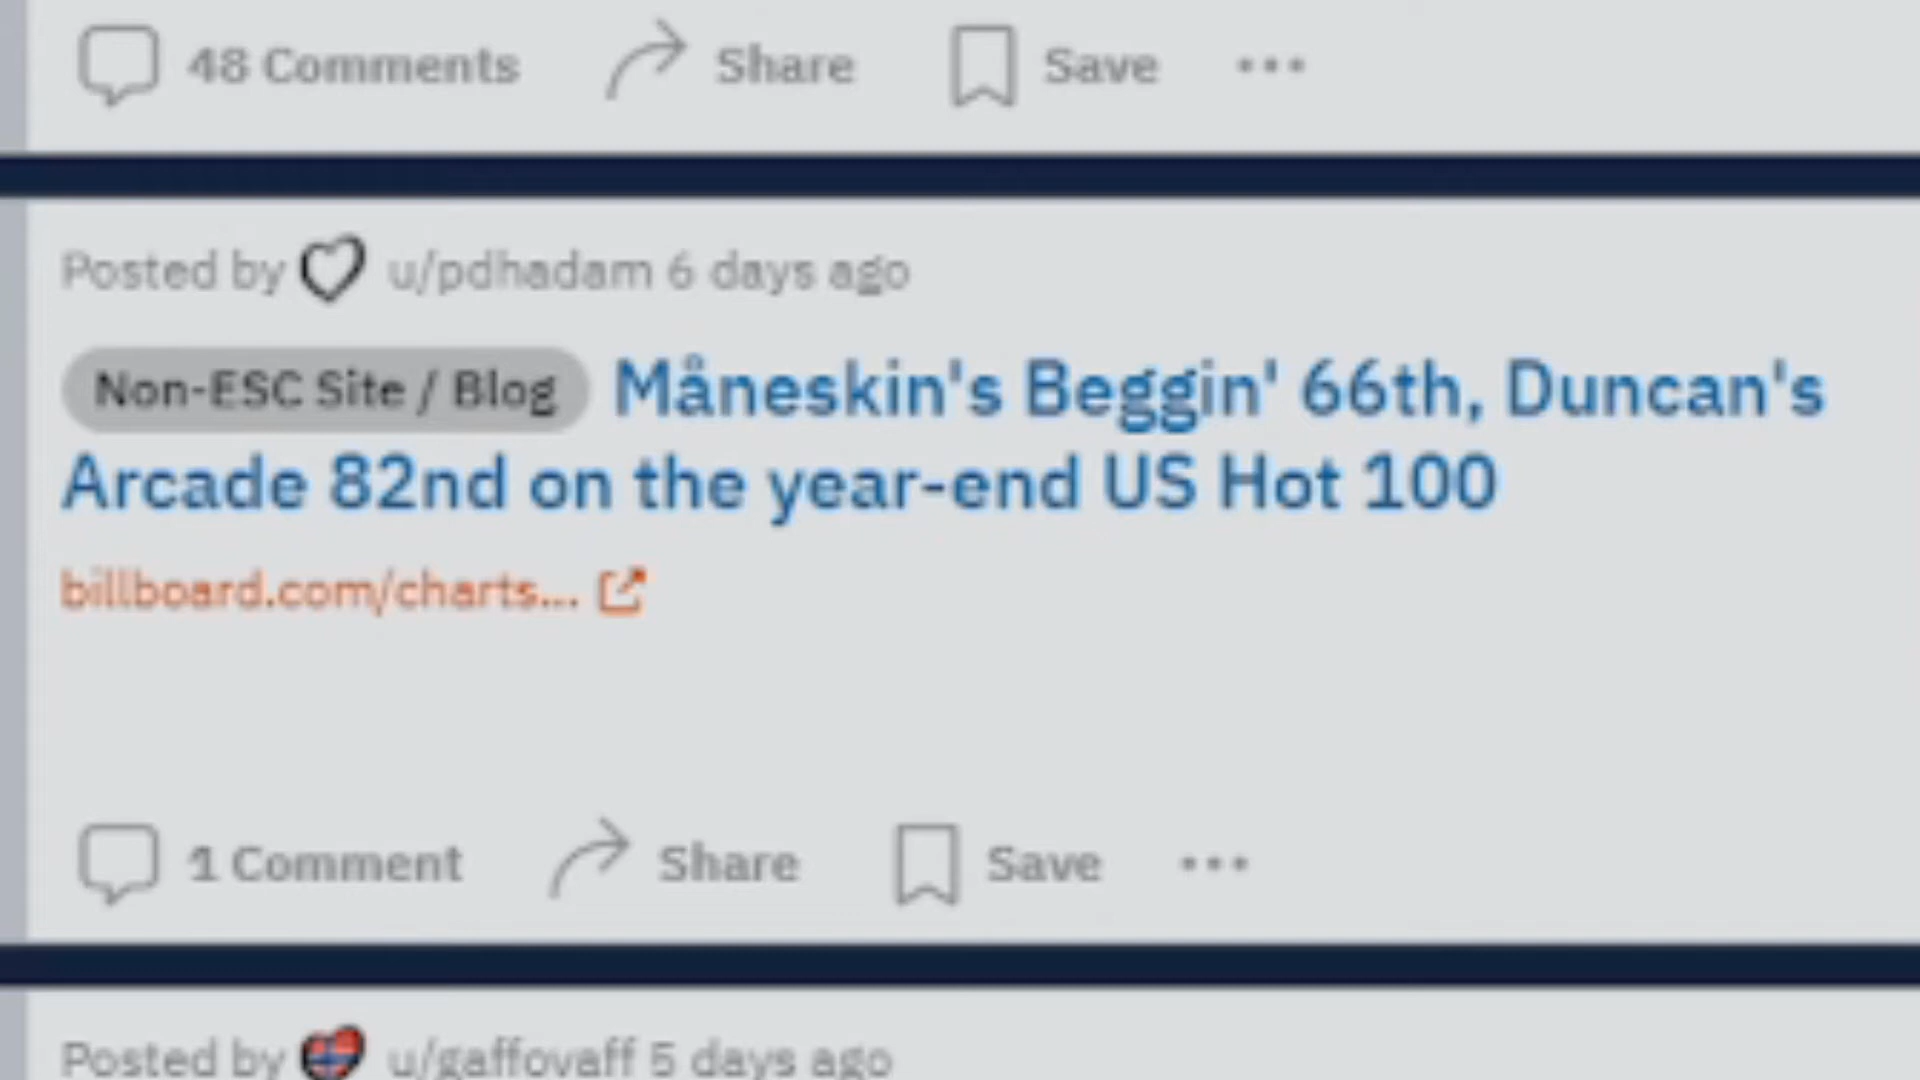 48 Comments Share Save
Posted by u/pdhadam 6 days ago
Non-ESC Site / Blog Måneskin's Beggin' 66th, Duncan's
Arcade 82nd on the year-end US Hot 100
billboard.com/charts...
1 Comment Share Save
Posted by u/gaffovaff 5 days ago